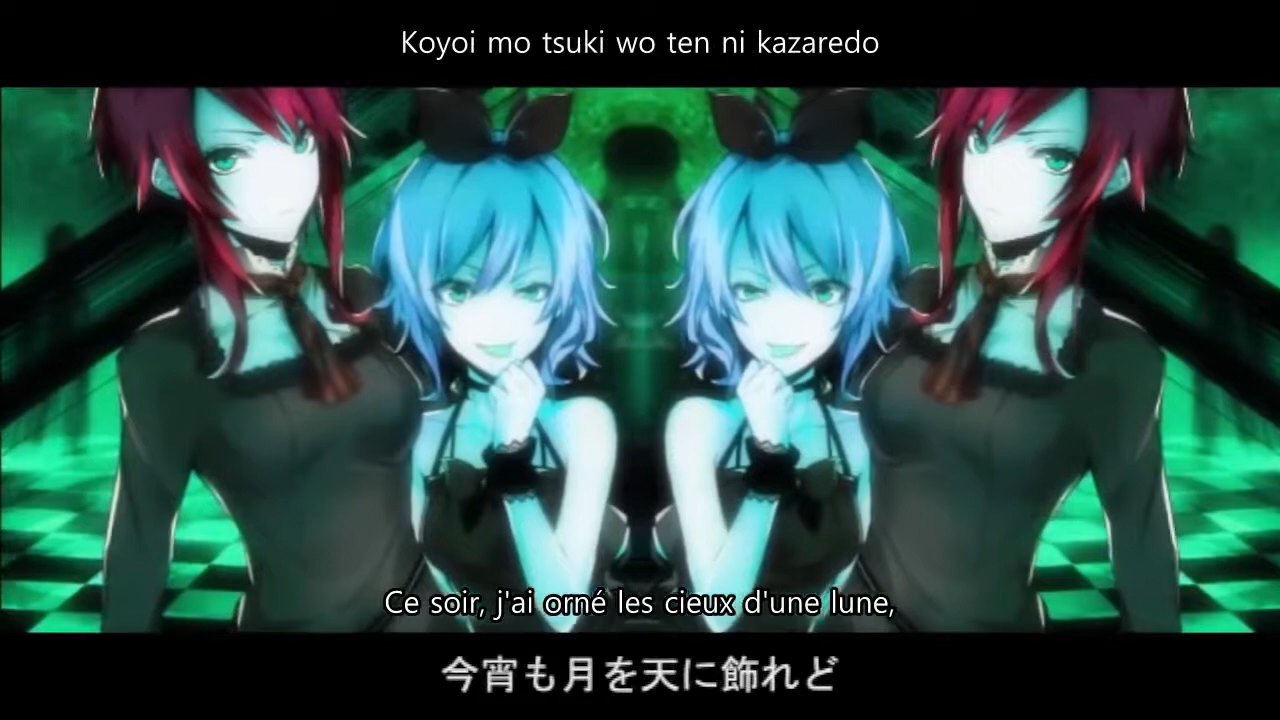 Koyoi mo tsuki wo ten ni kazaredo
Ce soir, j'ai orné les cieux d'une lune,
今宵も月を天に飾れど